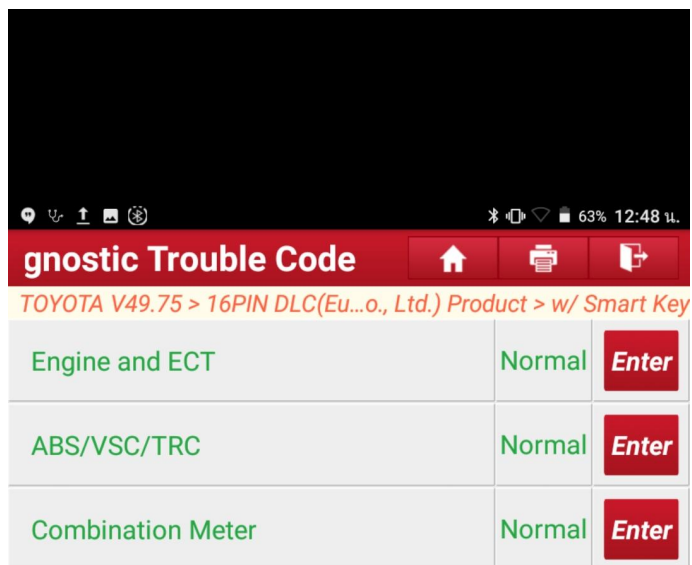 63% 12:48 น.
gnostic Trouble Code
TOYOTA V49.75 > 16PIN DLC(Eu…o., Ltd.) Product > w/ Smart Key
Engine and ECT Normal Enter
ABS/VSC/TRC Normal Enter
Combination Meter Normal Enter